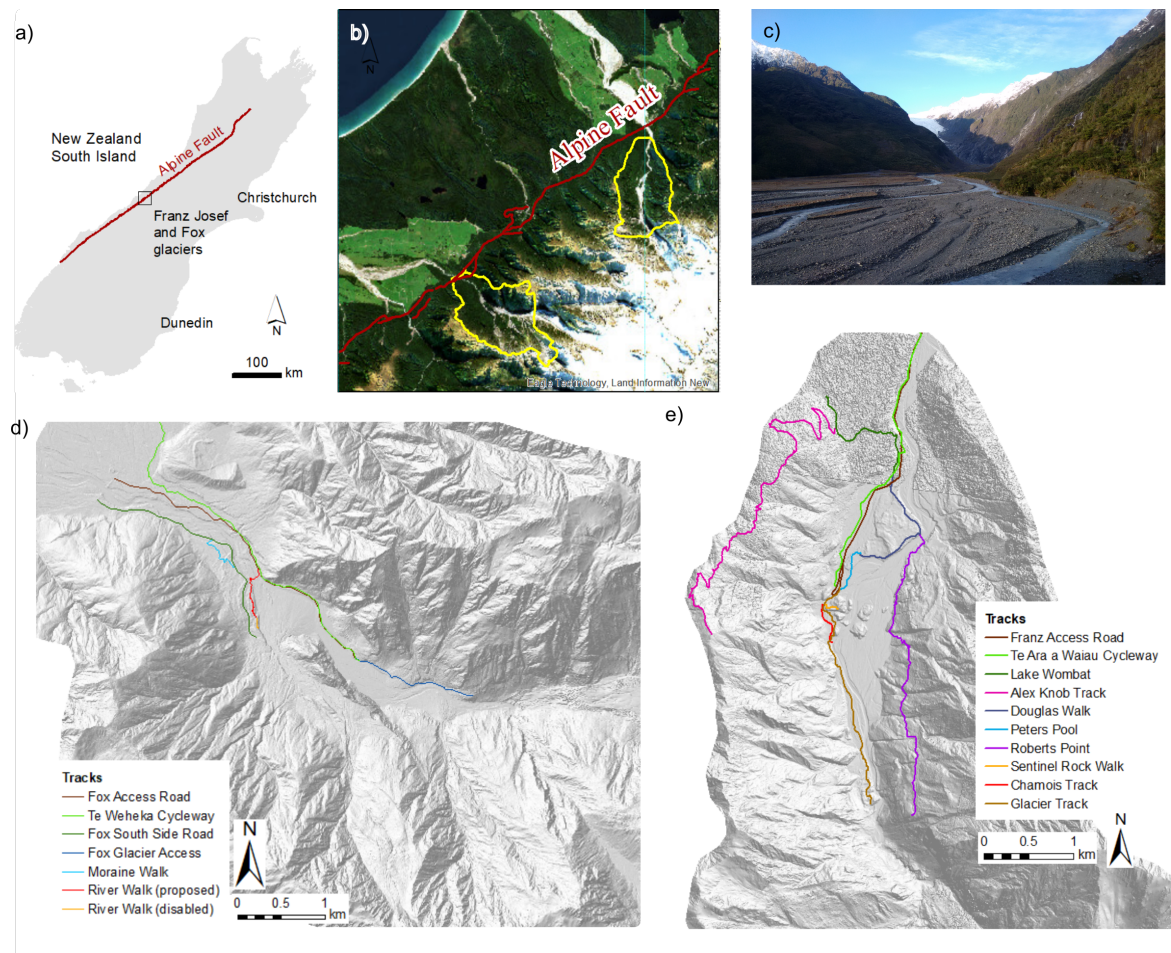 a)
New Zealand
South Island
Alpine Fault
Christchurch
Franz Josef
and Fox
glaciers
Dunedin
N
100
km
b)
N
Alpine Fault
Land Information New
c)
d)
Tracks
Fox Access Road
Te Weheka Cycleway
Fox South Side Road
Fox Glacier Access
Moraine Walk
River Walk (proposed)
River Walk (disabled)
N
0 0.5 1
km
e)
Tracks
Franz Access Road
Te Ara a Waiau Cycleway
Lake Wombat
Alex Knob Track
Douglas Walk
Peters Pool
Roberts Point
Sentinel Rock Walk
Chamois Track
Glacier Track
0 0.5 1
km
N